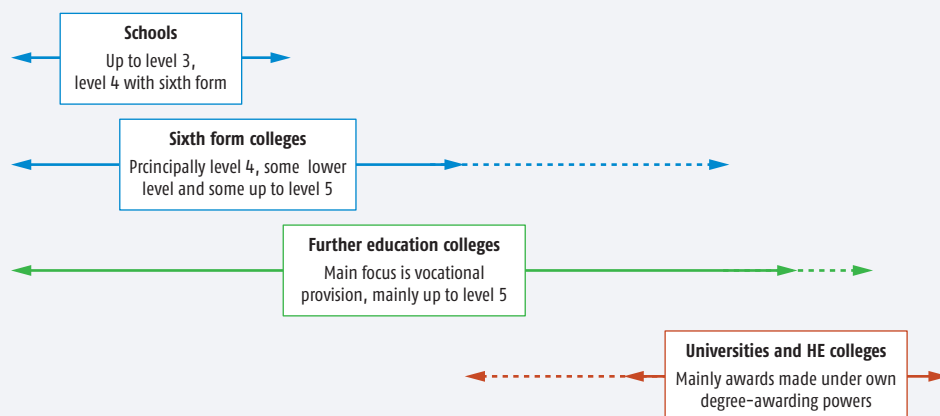 Schools
Up to level 3,
level 4 with sixth form
Sixth form colleges
Prcincipally level 4, some lower
level and some up to level 5
Further education colleges
Main focus is vocational
provision, mainly up to level 5
Universities and HE colleges
Mainly awards made under own
degree-awarding powers